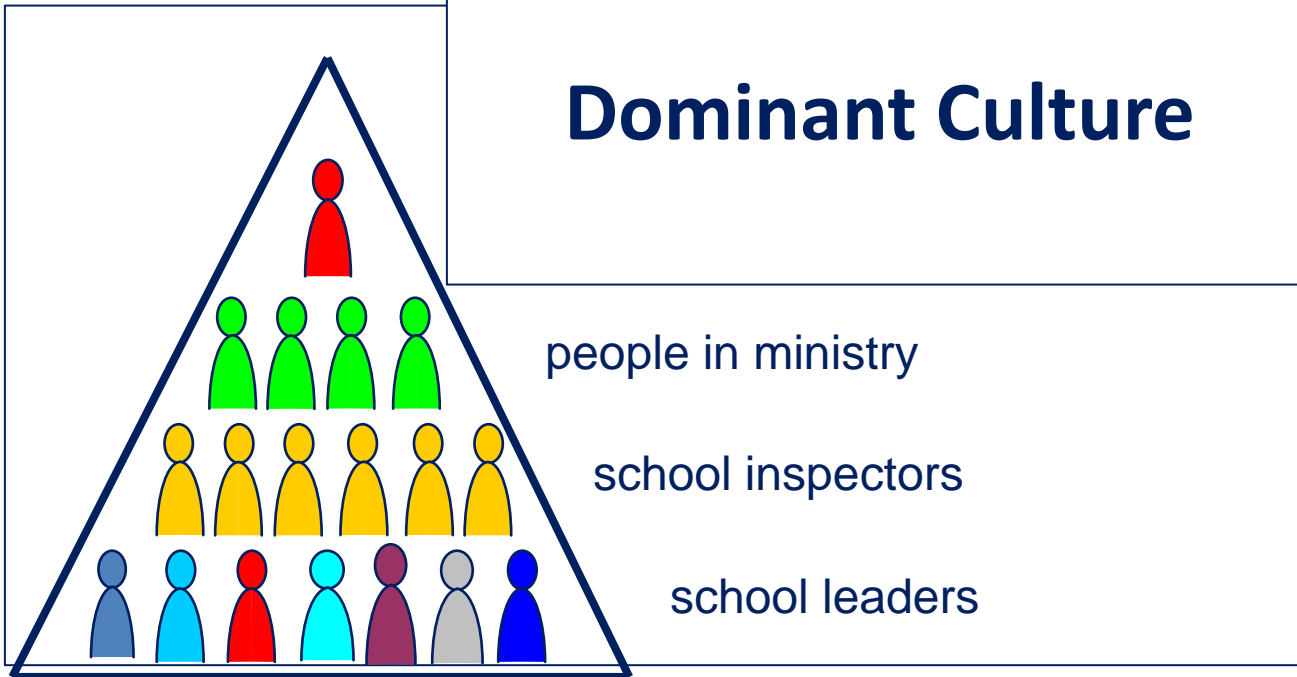 Dominant Culture
people in ministry
school inspectors
school leaders